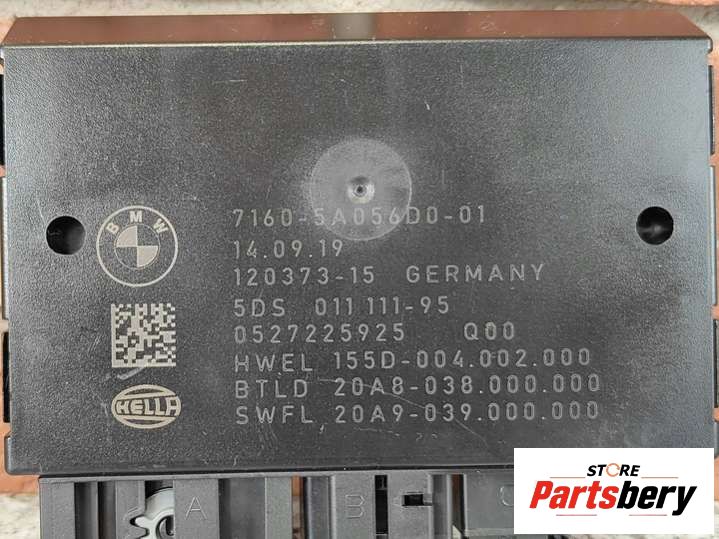 7160-5A056D0-01
BMW
14.09.19
120373-15 GERMANY
5DS 011 111-95
0527225925 Q00
HWEL 155D-004.002.000
BTLD 20A8-038.000.000
HELLA
SWFL 20A9-039.000.000
A
B
STORE
Partsbery